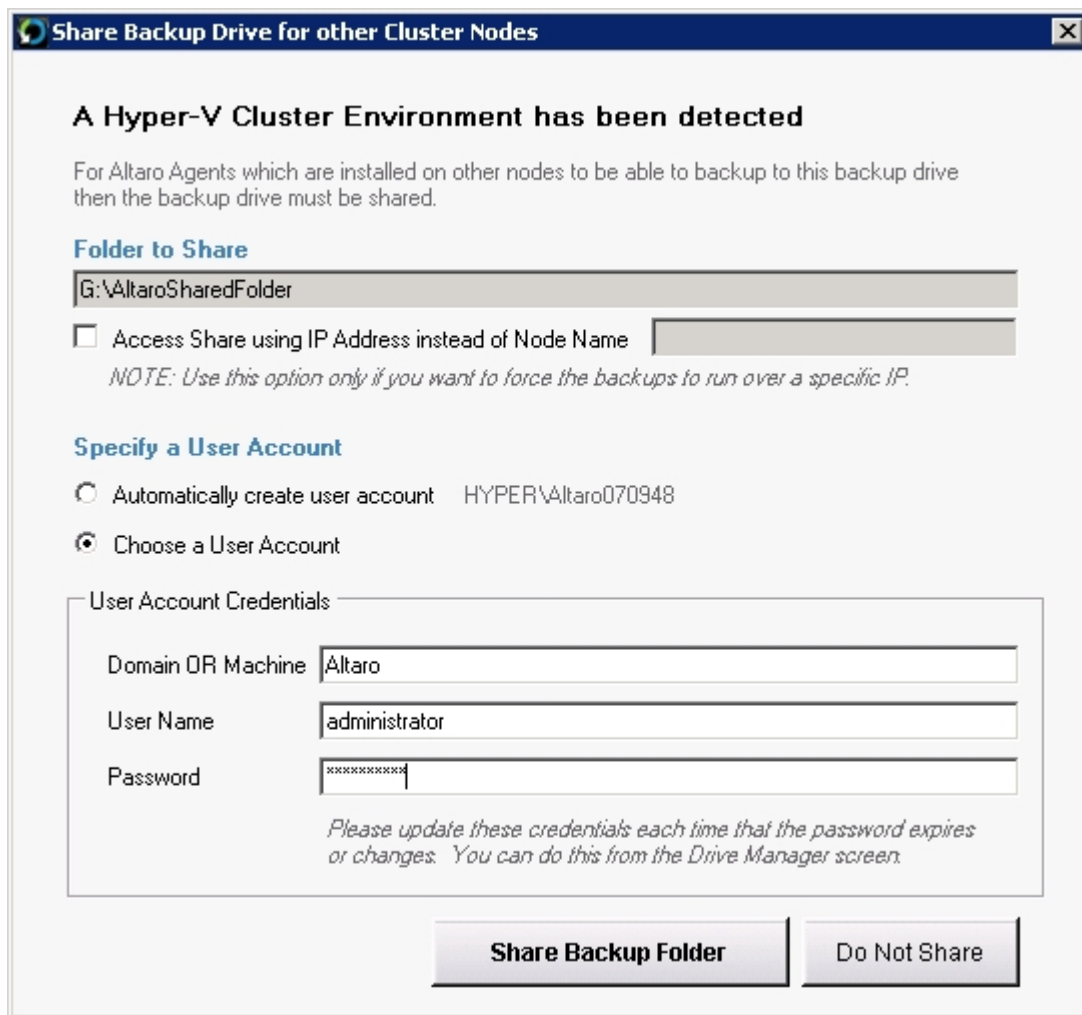 Share Backup Drive for other Cluster Nodes
A Hyper-V Cluster Environment has been detected
For Altaro Agents which are installed on other nodes to be able to backup to this backup drive
then the backup drive must be shared.
Folder to Share
G:\AltaroSharedFolder
Access Share using IP Address instead of Node Name
NOTE: Use this option only if you want to force the backups to run over a specific IP.
Specify a User Account
Automatically create user account HYPER\Altaro070948
Choose a User Account
User Account Credentials
Domain OR Machine Altaro
User Name administrator
Password **********
Please update these credentials each time that the password expires
or changes. You can do this from the Drive Manager screen.
Share Backup Folder Do Not Share